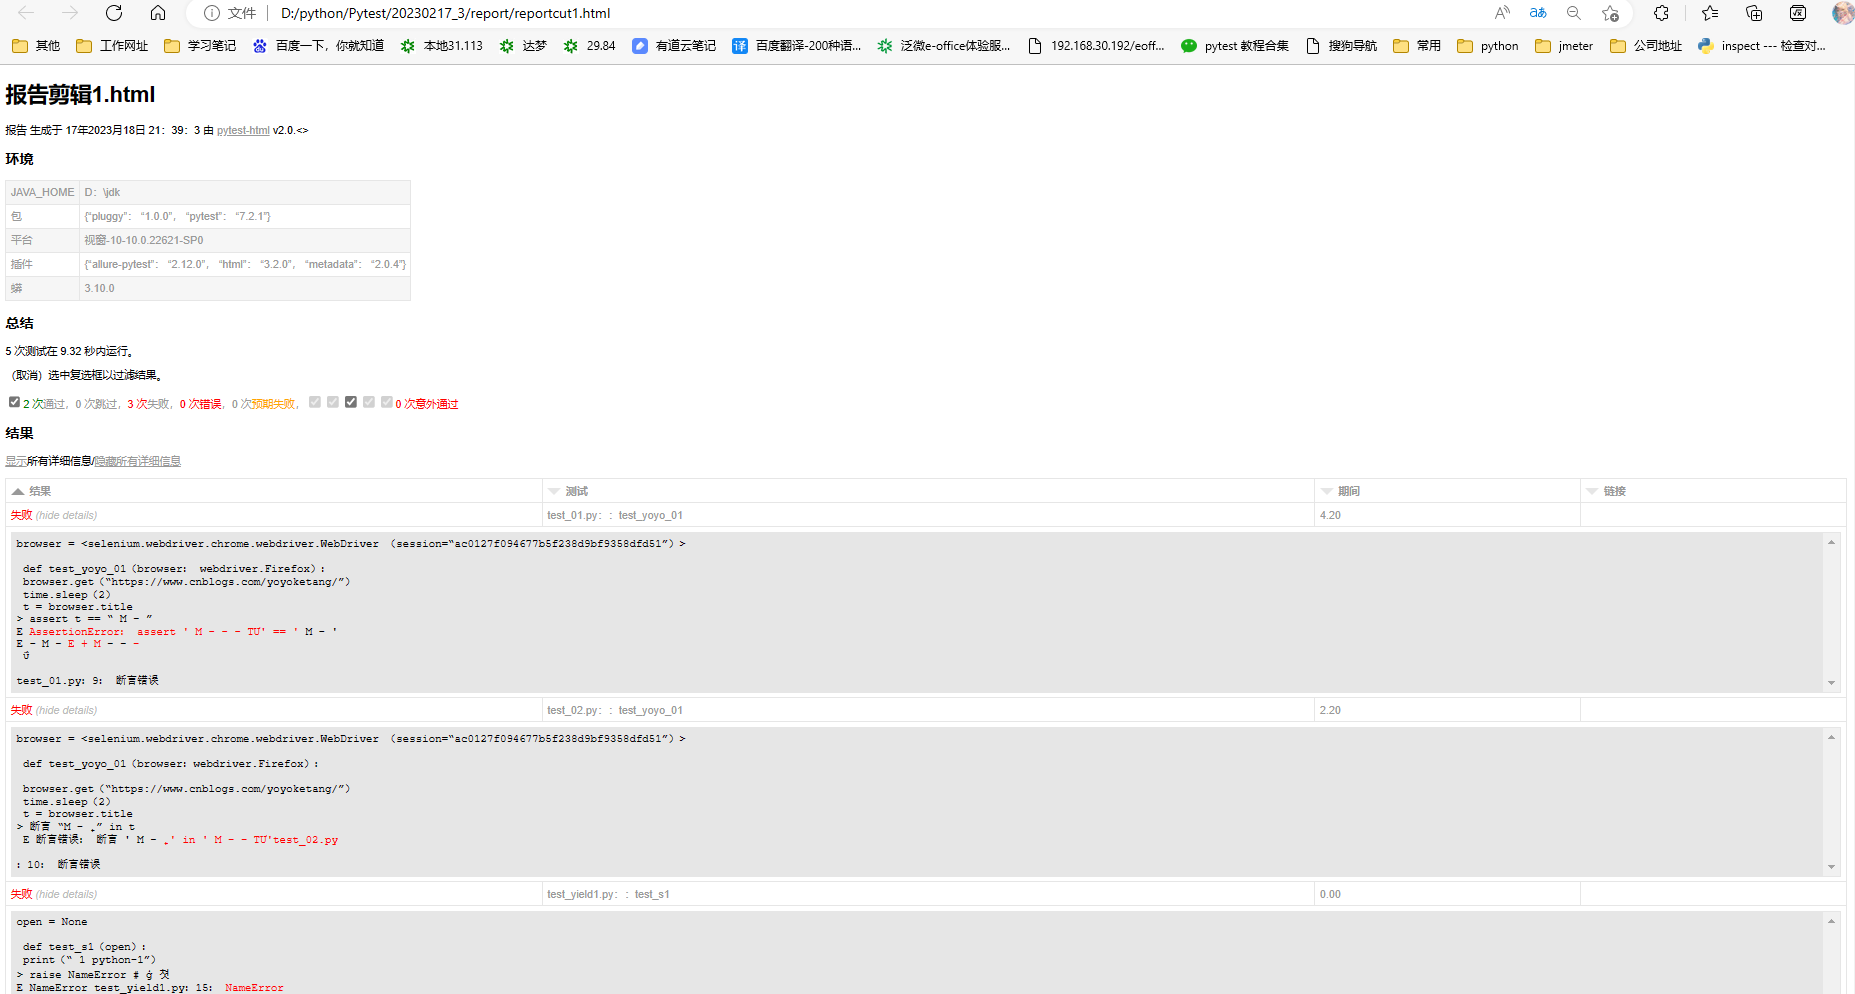 文件 D:/python/Pytest/20230217_3/report/reportcut1.html
其他 工作网址 学习笔记 百度一下，你就知道 本地31.113 达梦 29.84 有道云笔记 百度翻译-200种语... 泛微e-office体验服... 192.168.30.192/eoff... pytest 教程合集 搜狗导航 常用 python jmeter 公司地址 inspect --- 检查对...
报告剪辑1.html
报告 生成于 17年2023月18日 21：39：3 由 pytest-html v2.0.<>
环境
JAVA_HOME D：\jdk
包 {“pluggy”： “1.0.0”， “pytest”： “7.2.1”}
平台 视窗-10-10.0.22621-SP0
插件 {“allure-pytest”： “2.12.0”， “html”： “3.2.0”， “metadata”： “2.0.4”}
蟒 3.10.0
总结
5 次测试在 9.32 秒内运行。
（取消）选中复选框以过滤结果。
2 次通过，0 次跳过，3 次失败，0 次错误，0 次预期失败， 0 次意外通过
结果
显示所有详细信息/隐藏所有详细信息
结果 测试 期间 链接
失败 (hide details) test_01.py：：test_yoyo_01 4.20
browser = <selenium.webdriver.chrome.webdriver.WebDriver （session=“ac0127f094677b5f238d9bf9358dfd51”）>
def test_yoyo_01（browser： webdriver.Firefox）：
browser.get（“https://www.cnblogs.com/yoyoketang/”）
time.sleep（2）
t = browser.title
> assert t == “ M - ”
E AssertionError： assert ' M - - - TU' == ' M - '
E - M - E + M - - -
test_01.py：9： 断言错误
失败 (hide details) test_02.py：：test_yoyo_01 2.20
browser = <selenium.webdriver.chrome.webdriver.WebDriver （session=“ac0127f094677b5f238d9bf9358dfd51”）>
def test_yoyo_01（browser：webdriver.Firefox）：
browser.get（“https://www.cnblogs.com/yoyoketang/”）
time.sleep（2）
t = browser.title
> 断言 “M - 。” in t
E 断言错误： 断言 ' M - 。' in ' M - - TU'test_02.py
：10： 断言错误
失败 (hide details) test_yield1.py：：test_s1 0.00
open = None
def test_s1（open）：
print（“ 1 python-1”）
> raise NameError #
E NameError test_yield1.py：15： NameError